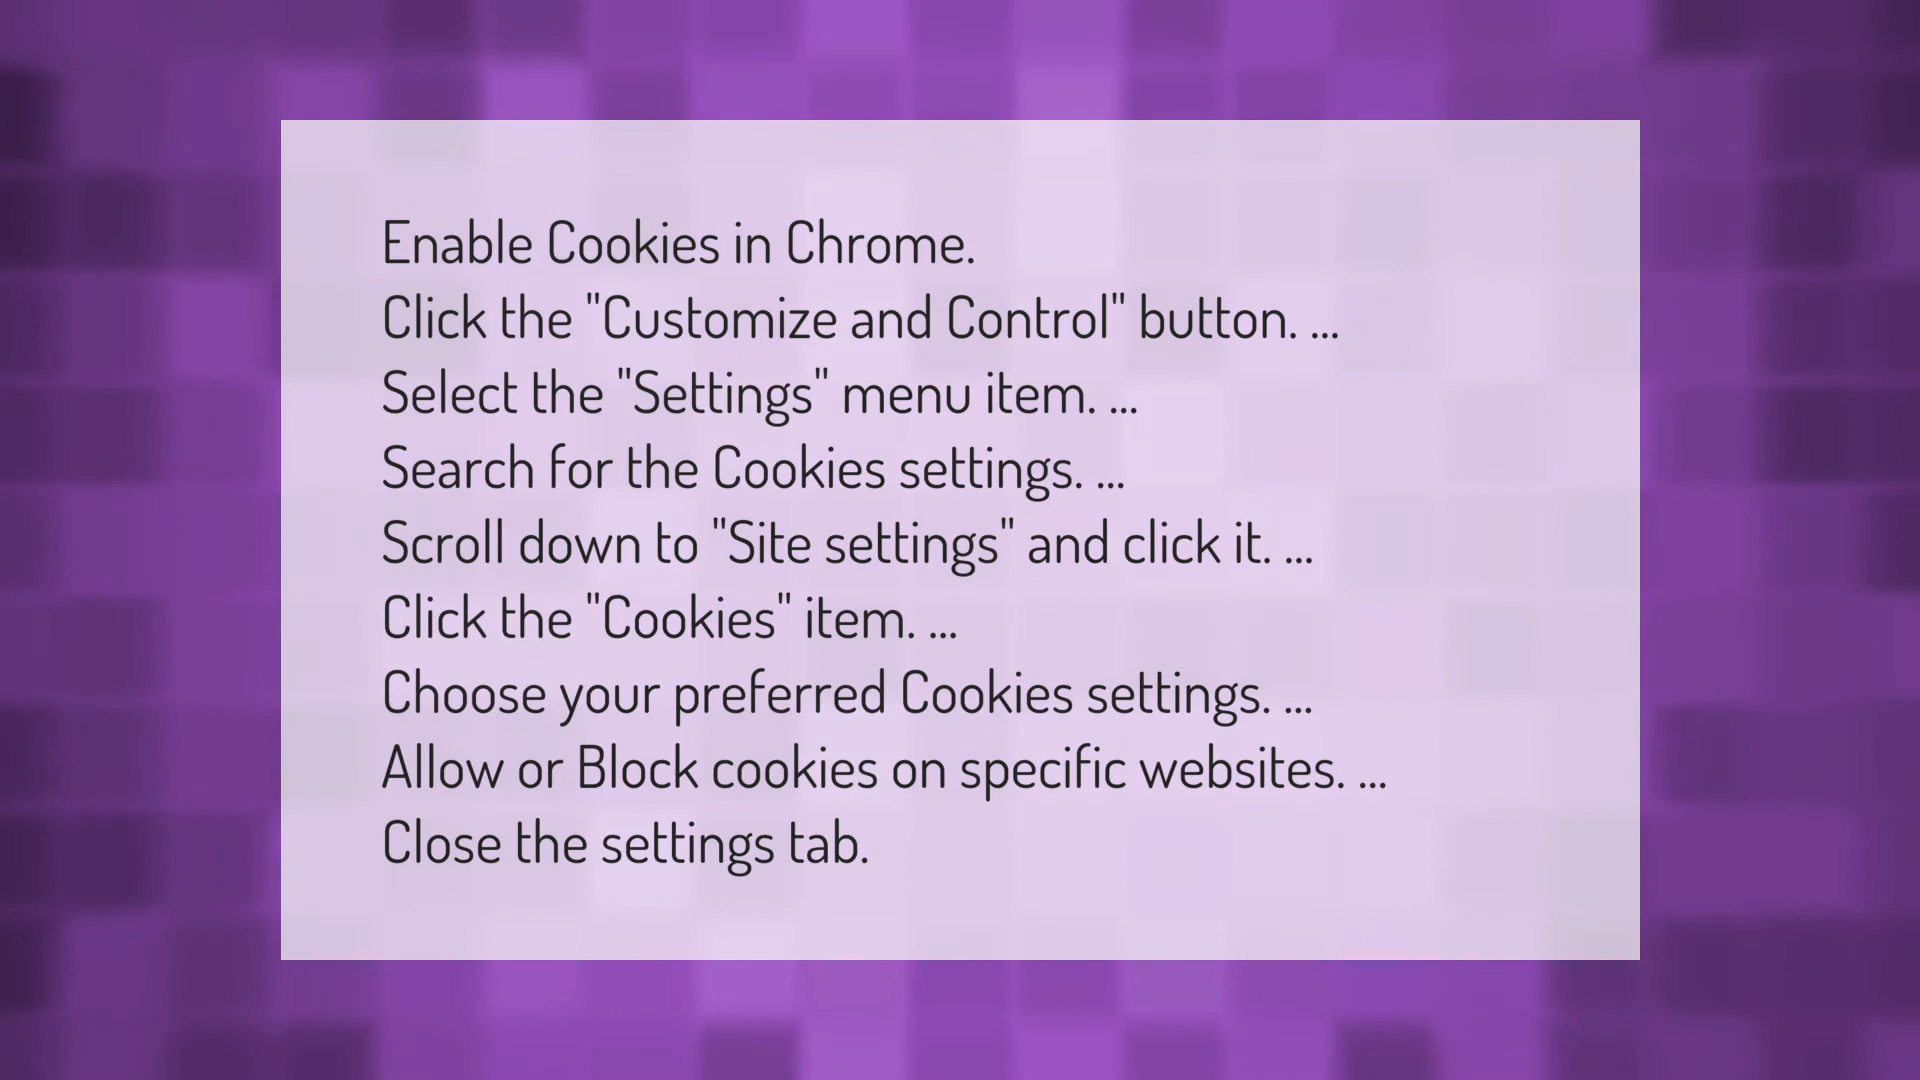 Enable Cookies in Chrome.
Click the "Customize and Control" button. ...
Select the "Settings" menu item. ...
Search for the Cookies settings. ...
Scroll down to "Site settings" and click it. ...
Click the "Cookies" item. ...
Choose your preferred Cookies settings. ...
Allow or Block cookies on specific websites. ...
Close the settings tab.